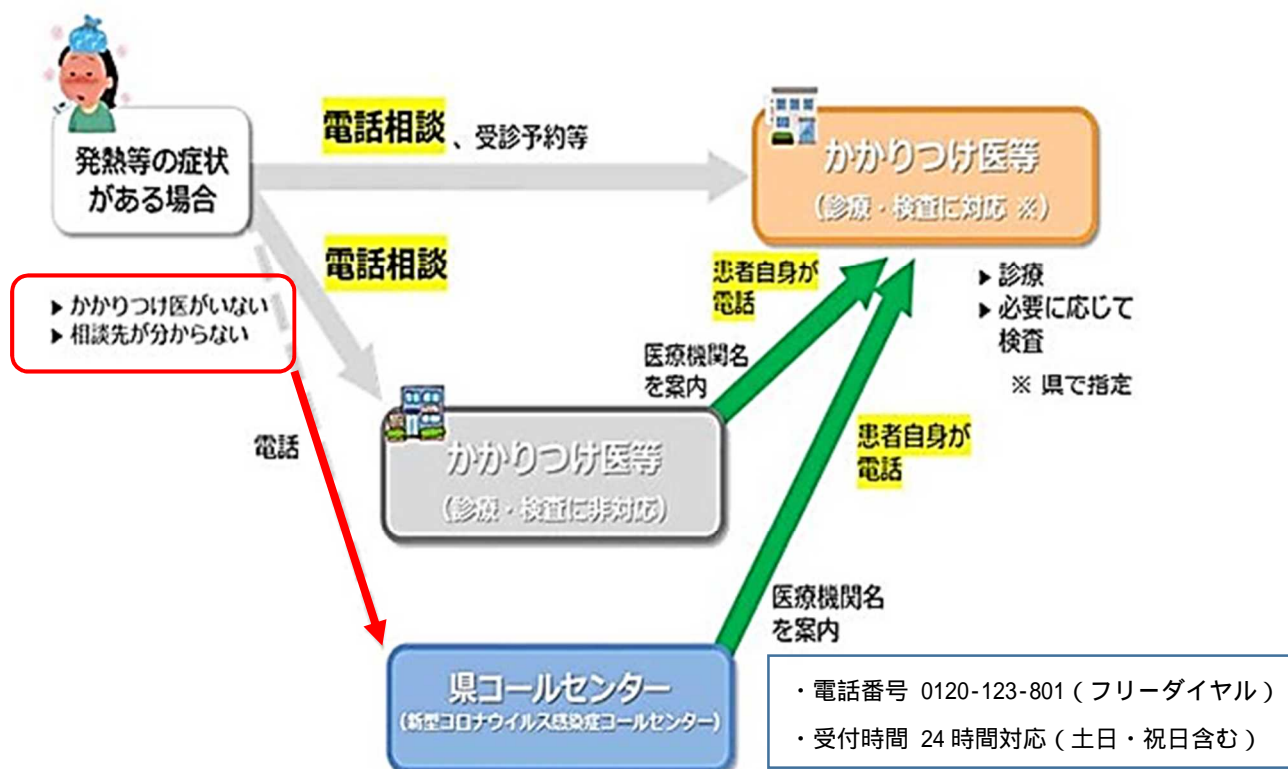 発熱等の症状
がある場合
電話相談 、受診予約等
かかりつけ医等
(診療・検査に対応 ※)
電話相談
▶ かかりつけ医がいない
▶ 相談先が分からない
患者自身が
電話
▶ 診療
▶ 必要に応じて
検査
※ 県で指定
医療機関名
を案内
電話
かかりつけ医等
(診療・検査に非対応)
患者自身が
電話
医療機関名
を案内
県コールセンター
(新型コロナウイルス感染症コールセンター)
・電話番号 0120-123-801(フリーダイヤル)
・受付時間 24時間対応(土日・祝日含む)